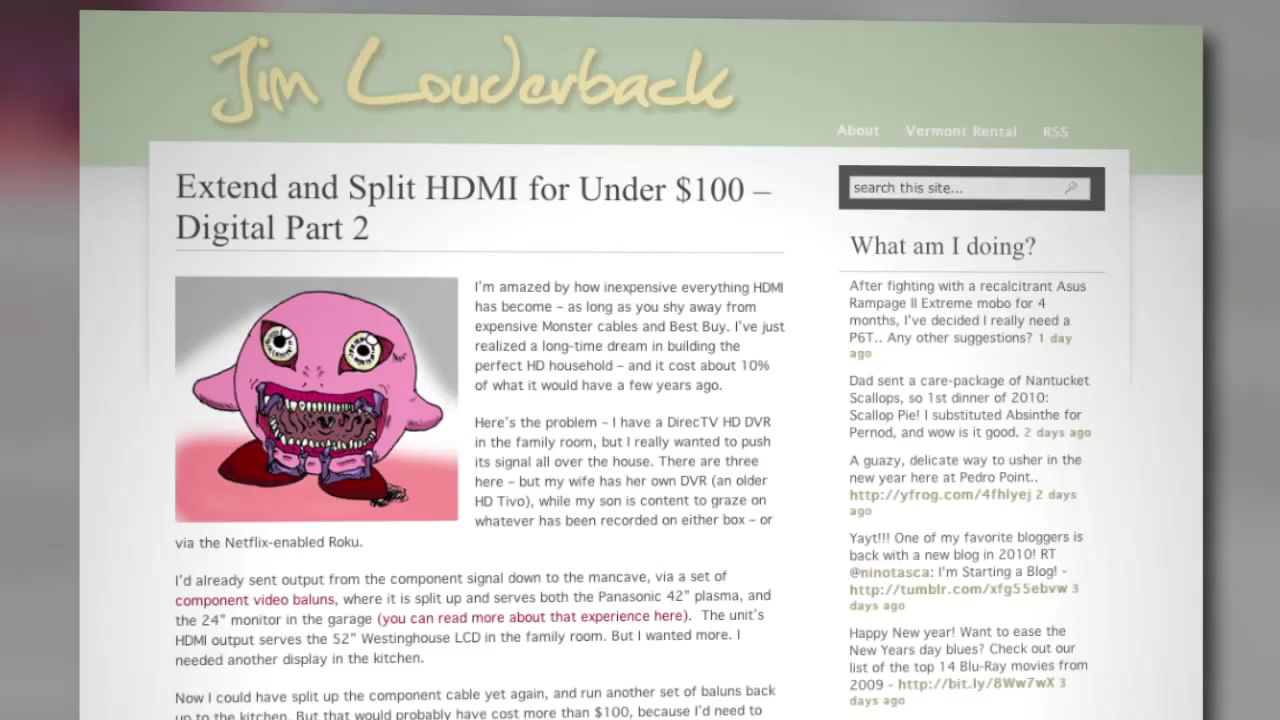 Jim Louderback
About
Vermont Rental
RSS
Extend and Split HDMI for Under $100 –
Digital Part 2
I'm amazed by how inexpensive everything HDMI
has become – as long as you shy away from
expensive Monster cables and Best Buy. I've just
realized a long-time dream in building the
perfect HD household – and it cost about 10%
of what it would have a few years ago.
Here's the problem – I have a DirecTV HD DVR
in the family room, but I really wanted to push
its signal all over the house. There are three
here – but my wife has her own DVR (an older
HD Tivo), while my son is content to graze on
whatever has been recorded on either box – or
via the Netflix-enabled Roku.
I'd already sent output from the component signal down to the mancave, via a set of
component video baluns, where it is split up and serves both the Panasonic 42" plasma, and
the 24" monitor in the garage (you can read more about that experience here). The unit's
HDMI output serves the 52" Westinghouse LCD in the family room. But I wanted more. I
needed another display in the kitchen.
Now I could have split up the component cable yet again, and run another set of baluns back
up to the kitchen. But that would probably have cost more than $100, because I'd need to
search this site...
What am I doing?
After fighting with a recalcitrant Asus
Rampage II Extreme mobo for 4
months, I've decided I really need a
P6T.. Any other suggestions? 1 day
ago
Dad sent a care-package of Nantucket
Scallops, so 1st dinner of 2010:
Scallop Pie! I substituted Absinthe for
Pernod, and wow is it good. 2 days ago
A guazy, delicate way to usher in the
new year here at Pedro Point..
http://yfrog.com/4fhlyej 2 days
ago
Yayt!!! One of my favorite bloggers is
back with a new blog in 2010! RT
@ninotasca: I'm Starting a Blog! -
http://tumblr.com/xfg55ebvw 3
days ago
Happy New year! Want to ease the
New Years day blues? Check out our
list of the top 14 Blu-Ray movies from
2009 - http://bit.ly/8Ww7wX 3
days ago